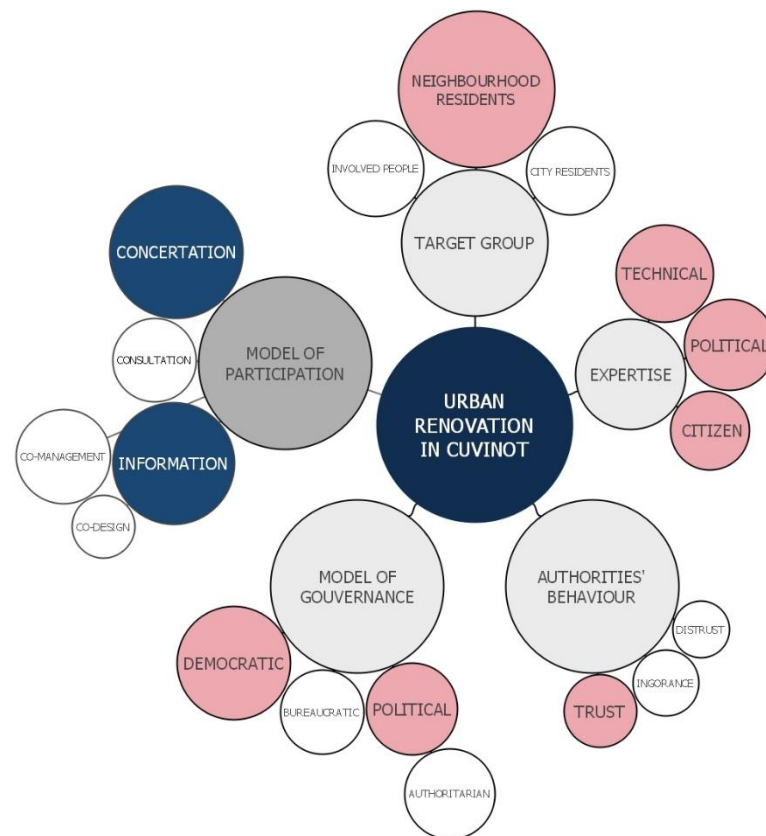 NEIGHBOURHOOD
RESIDENTS
INVOLVED PEOPLE
CITY RESIDENTS
TARGET GROUP
CONCERTATION
CONSULTATION
MODEL OF
PARTICIPATION
INFORMATION
CO-MANAGEMENT
CO-DESIGN
TECHNICAL
POLITICAL
EXPERTISE
CITIZEN
URBAN
RENOVATION
IN CUVINOT
MODEL OF
GOUVERNANCE
DEMOCRATIC
BUREAUCRATIC
POLITICAL
AUTHORITARIAN
AUTHORITIES'
BEHAVIOUR
DISTRUST
INGORANCE
TRUST